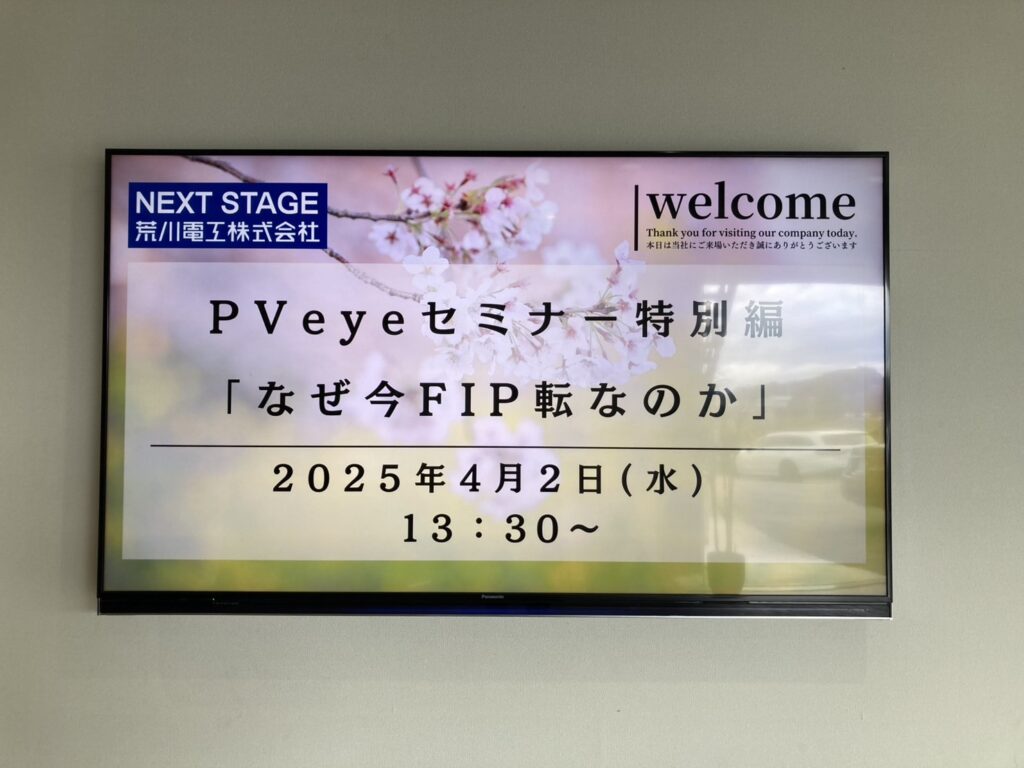 NEXT STAGE
荒川電工株式会社
welcome
Thank you for visiting our company today.
本日は当社にご来場いただき誠にありがとうございます
PVeyeセミナー特別編
「なぜ今FIP転なのか」
2025年4月2日(水)
13：30～
Panasonic